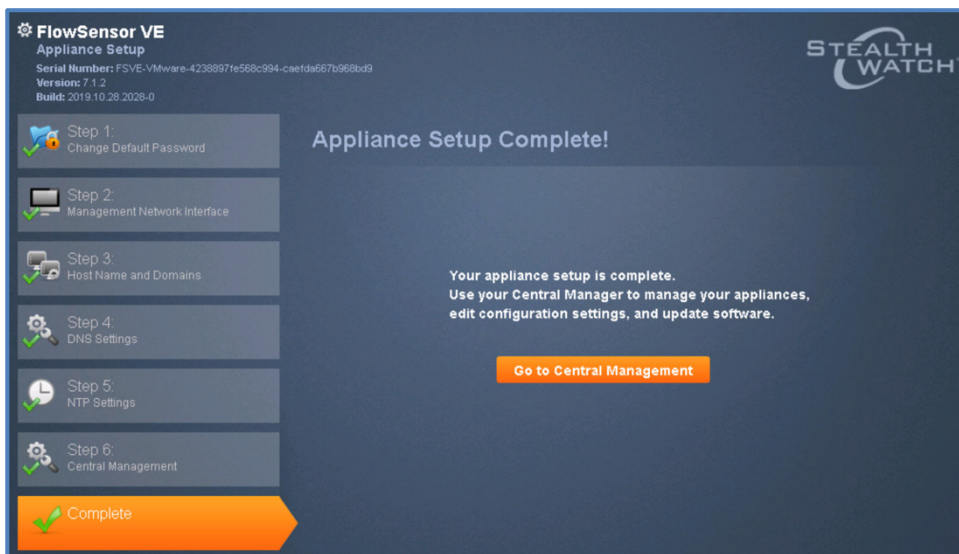 FlowSensor VE
Appliance Setup
Serial Number: FSVE-VMware-4238897fe568c994-caefda667b968bd9
Version: 7.1.2
Build: 2019.10.28.2028-0
STEALTH
WATCH
Step 1:
Change Default Password
Step 2:
Management Network Interface
Step 3:
Host Name and Domains
Step 4:
DNS Settings
Step 5:
NTP Settings
Step 6:
Central Management
Complete
Appliance Setup Complete!
Your appliance setup is complete.
Use your Central Manager to manage your appliances,
edit configuration settings, and update software.
Go to Central Management